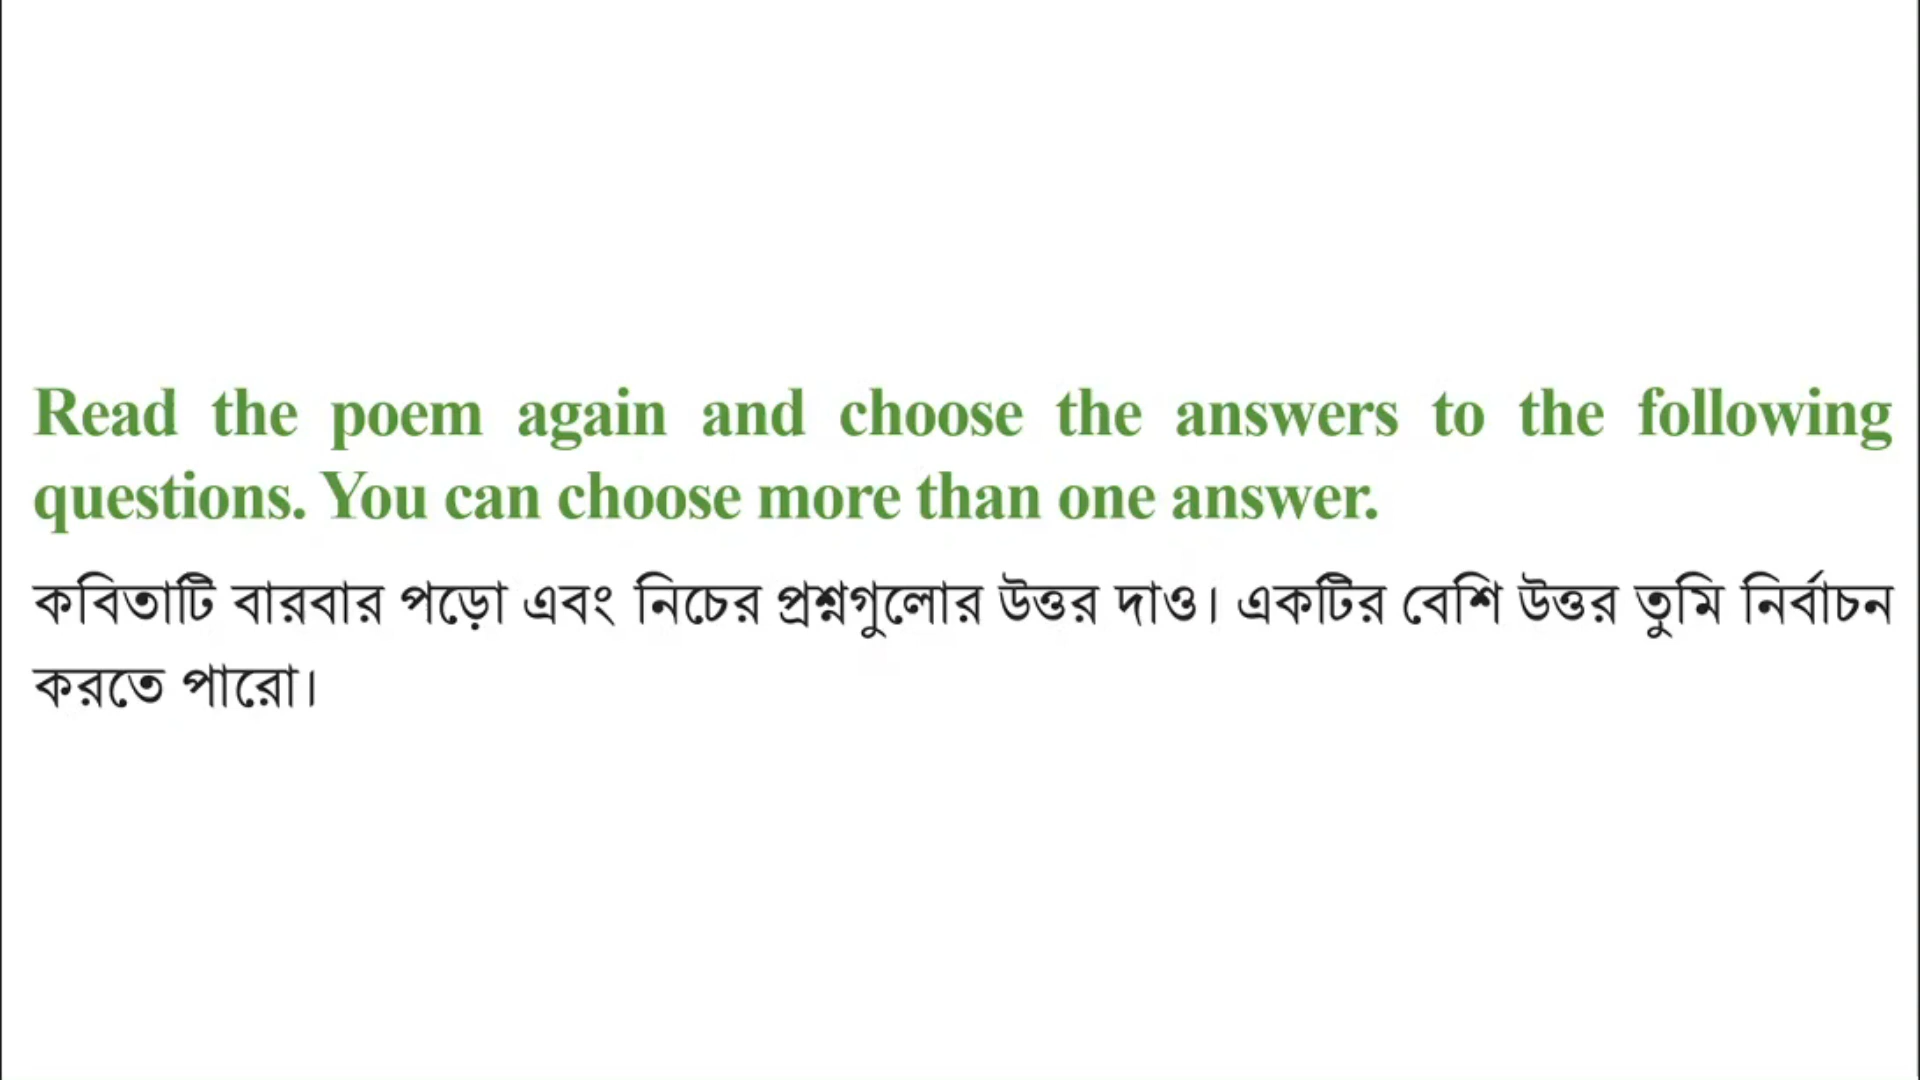 Read the poem again and choose the answers to the following
questions. You can choose more than one answer.
কবিতাটি বারবার পড়ো এবং নিচের প্রশ্নগুলোর উত্তর দাও। একটির বেশি উত্তর তুমি নির্বাচন
করতে পারো।